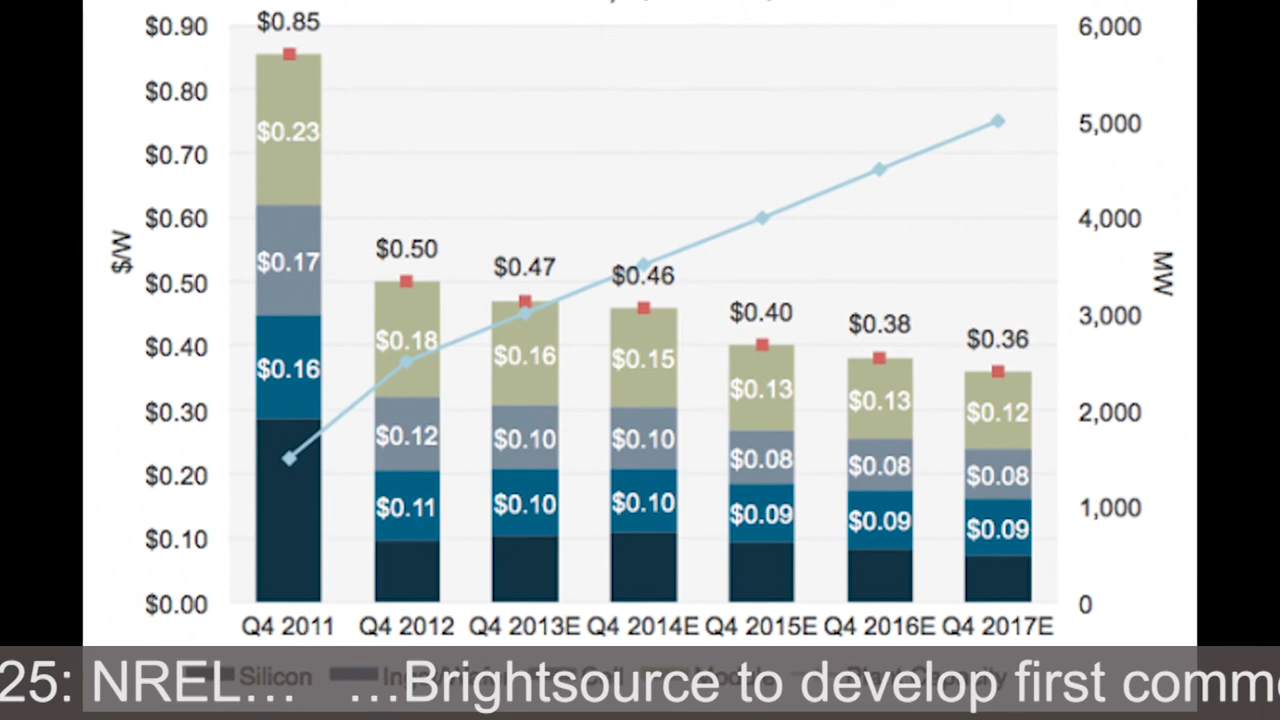 $0.90 $0.85 6,000
$0.80
$0.23 $0.70 5,000
$0.60 4,000
$/W $0.17 $0.50 $0.50 $0.47 $0.46 MW
$0.40 $0.16 $0.18 $0.16 $0.15 $0.40 $0.38 $0.36 3,000
$0.30 $0.12 $0.10 $0.10 $0.13 $0.13 $0.12 2,000
$0.20 $0.08 $0.08 $0.08
$0.10 $0.11 $0.10 $0.10 $0.09 $0.09 $0.09 1,000
$0.00 0
Q4 2011 Q4 2012 Q4 2013E Q4 2014E Q4 2015E Q4 2016E Q4 2017E
Silicon Cell Module Capacity
25: NREL... ...Brightsource to develop first comme